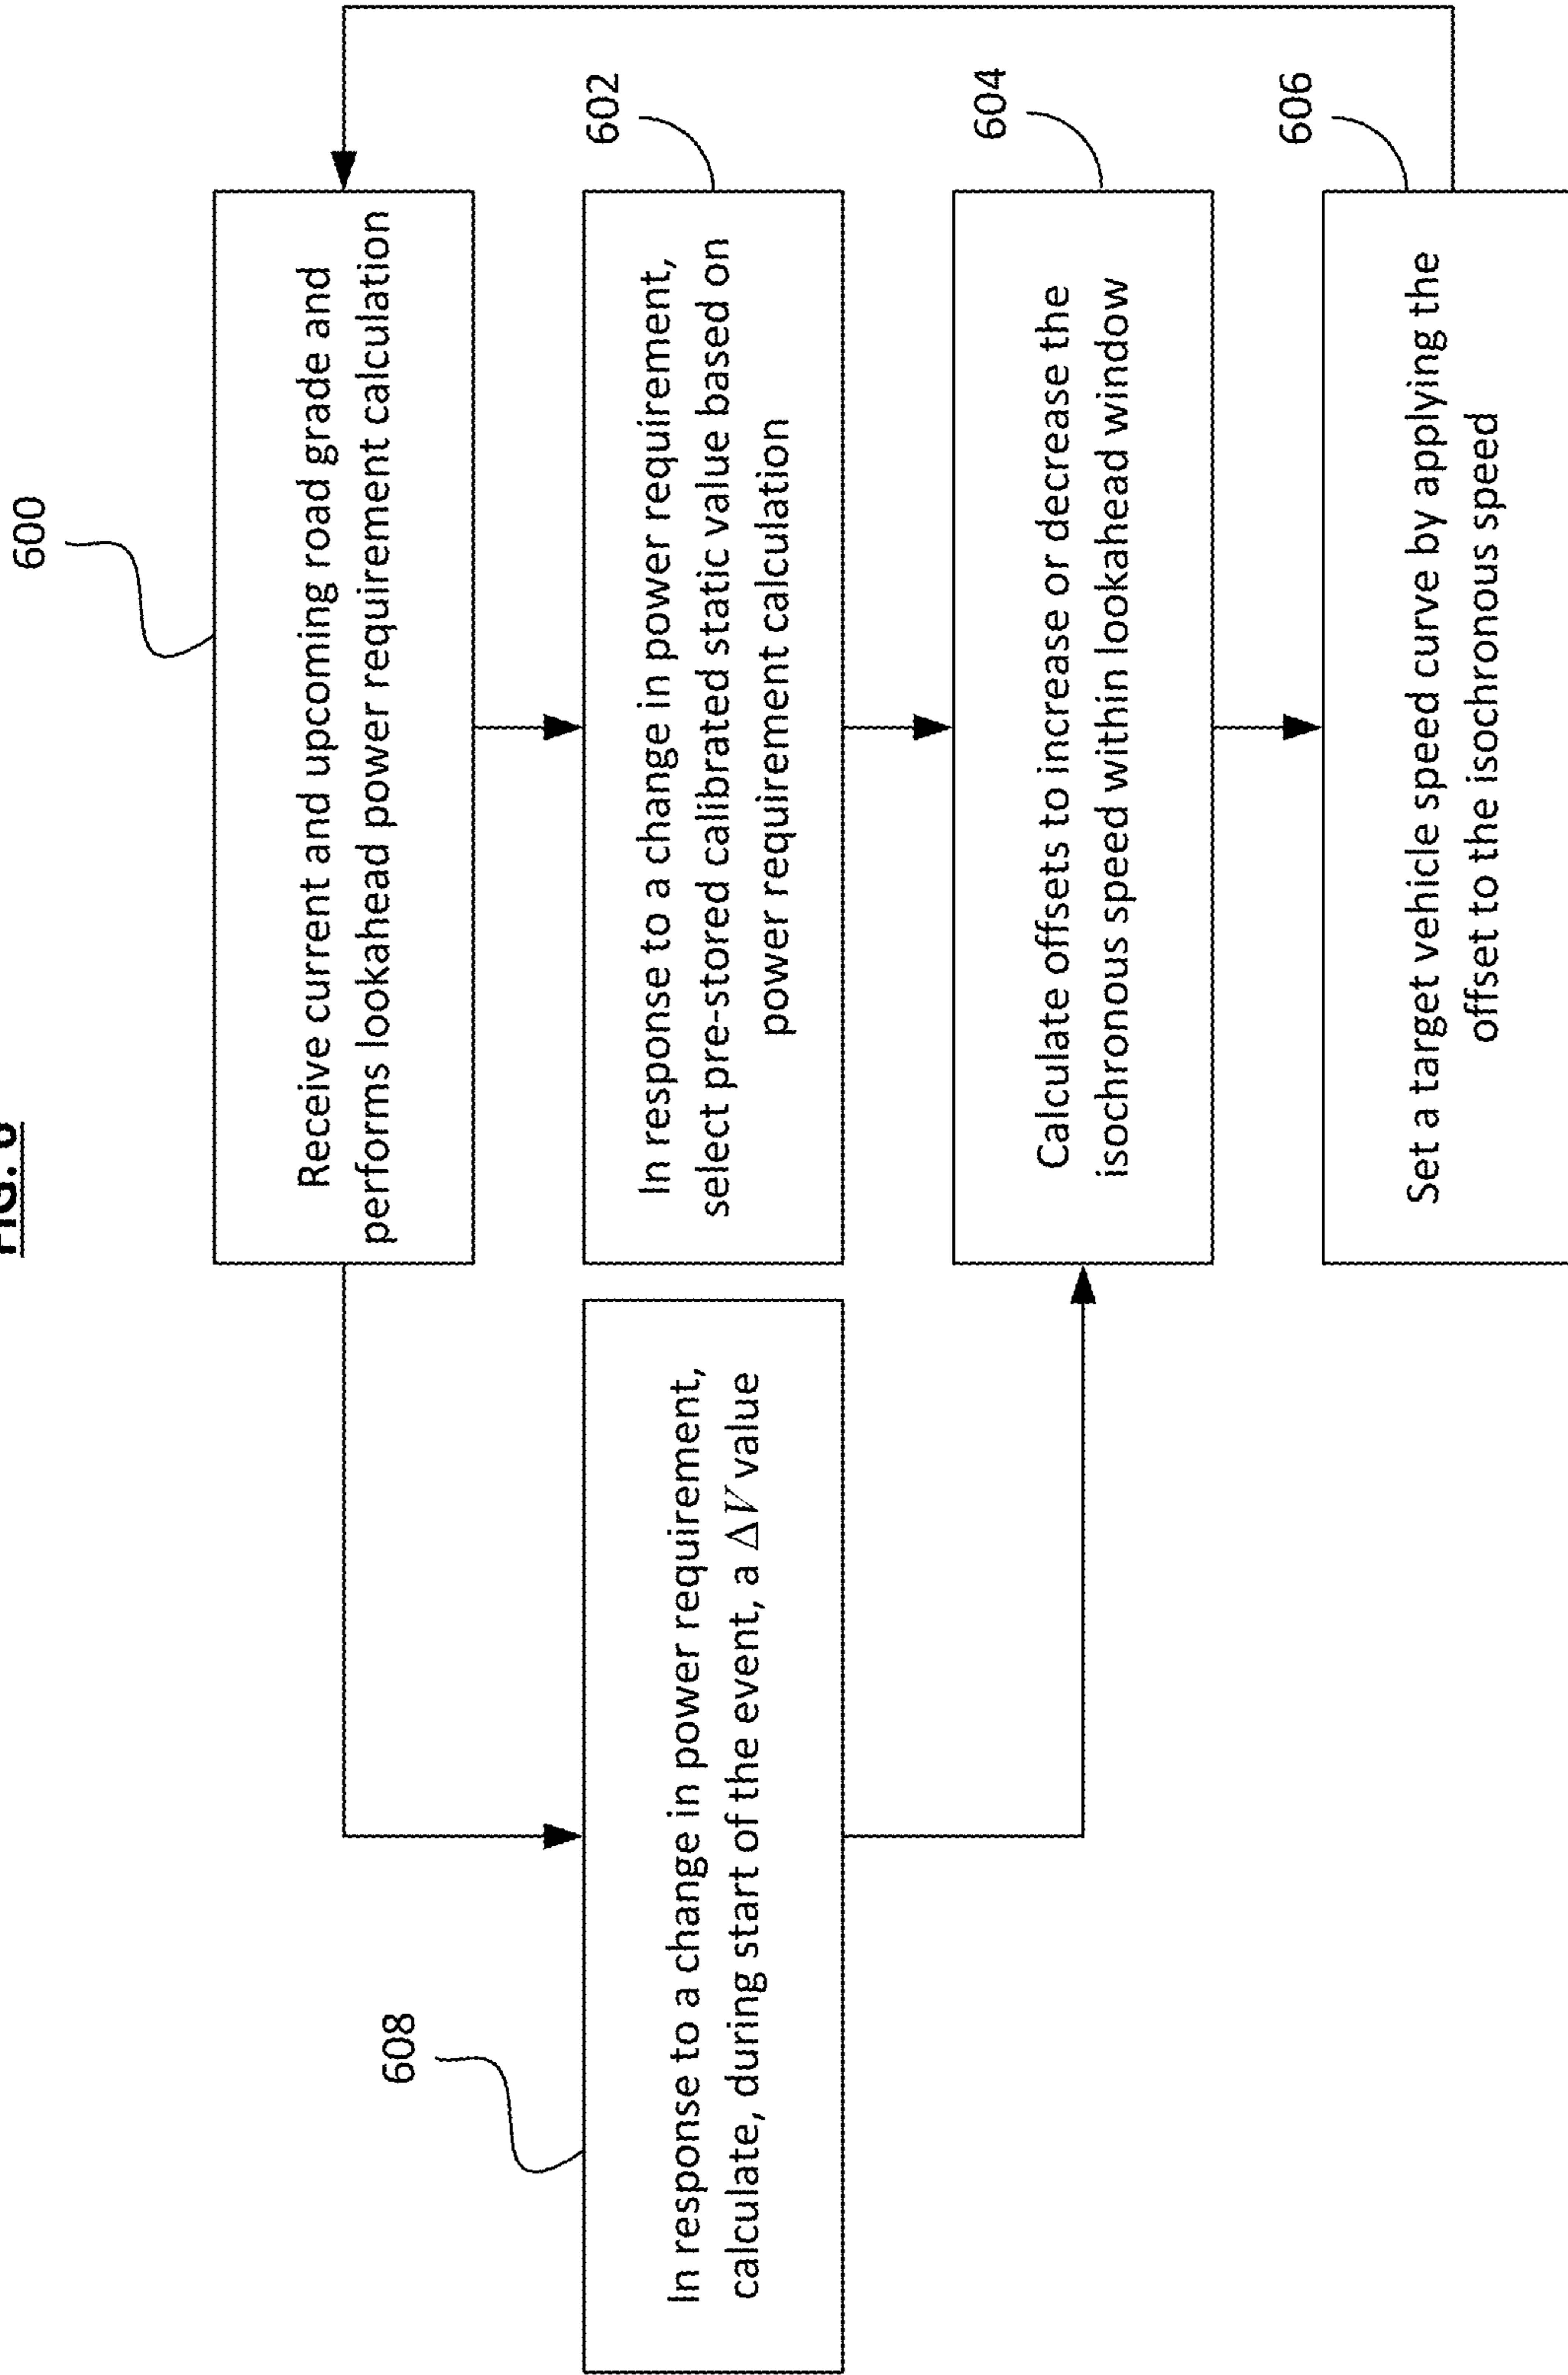 FIG.
600
Receive current and upcoming road grade and
performs lookahead power requirement calculation
602
In response to a change in power requirement,
select pre-stored calibrated static value based on
power requirement calculation
608
In response to a change in power requirement,
calculate, during start of the event, a ΔV value
604
Calculate offsets to increase or decrease the
isochronous speed within lookahead window
606
Set a target vehicle speed curve by applying the
offset to the isochronous speed